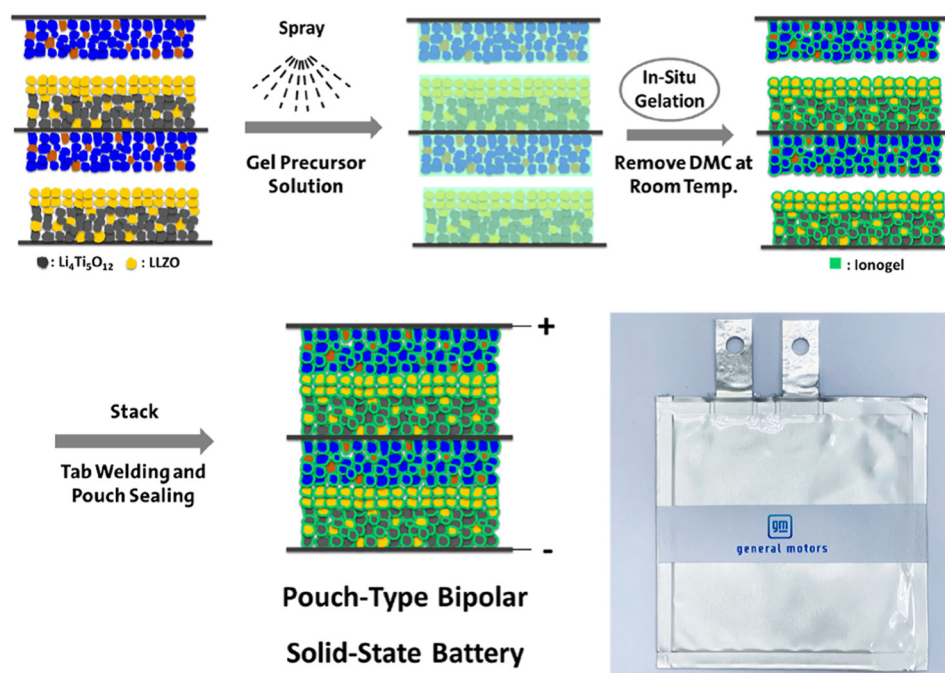 Spray
Gel Precursor
Solution
In-Situ
Gelation
Remove DMC at
Room Temp.
: Li₄Ti₅O₁₂ : LLZO
: Ionogel
Stack
Tab Welding and
Pouch Sealing
+
-
Pouch-Type Bipolar
Solid-State Battery
gm
general motors